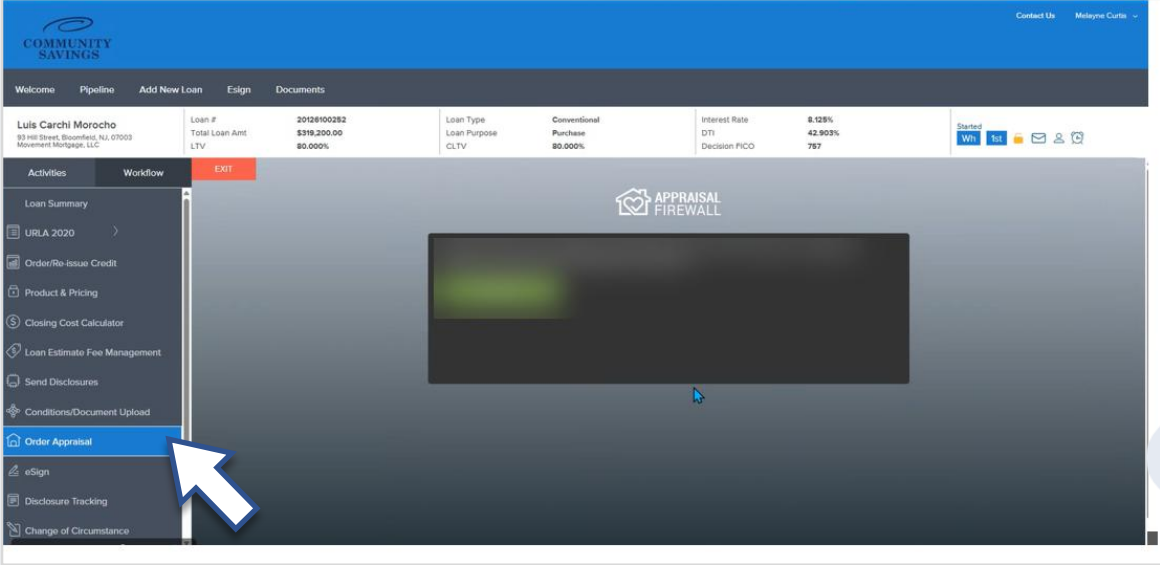 Contact Us Melayne Curtis
COMMUNITY
SAVINGS
Welcome Pipeline Add New Loan Esign Documents
Luis Carchi Morocho
93 Hill Street, Bloomfield, NJ, 07003
Movement Mortgage, LLC
Loan # 20126100252
Total Loan Amt $319,200.00
LTV 80.000%
Loan Type Conventional
Loan Purpose Purchase
CLTV 80.000%
Interest Rate 8.125%
DTI 42.903%
Decision FICO 757
Started
Wh 1st
Activities Workflow EXIT
APPRAISAL
FIREWALL
Loan Summary
URLA 2020
Order/Re-issue Credit
Product & Pricing
Closing Cost Calculator
Loan Estimate Fee Management
Send Disclosures
Conditions/Document Upload
Order Appraisal
eSign
Disclosure Tracking
Change of Circumstance